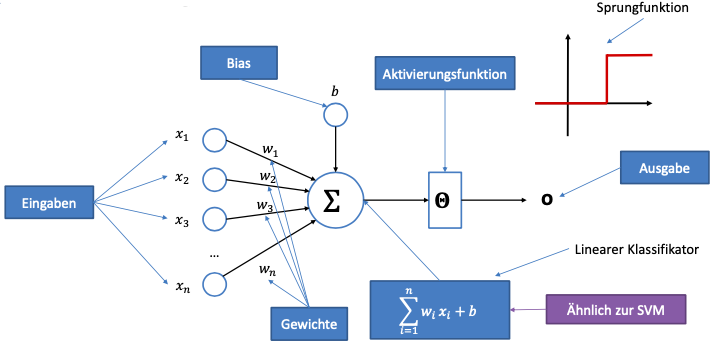 Sprungfunktion
Bias
Aktivierungsfunktion
b
x₁
w₁
x₂
w₂
Eingaben
x₃
w₃
Σ
Θ
o
Ausgabe
...
xₙ
wₙ
Linearer Klassifikator
Gewichte
∑ᵢ₌₁ⁿ wᵢ xᵢ + b
Ähnlich zur SVM